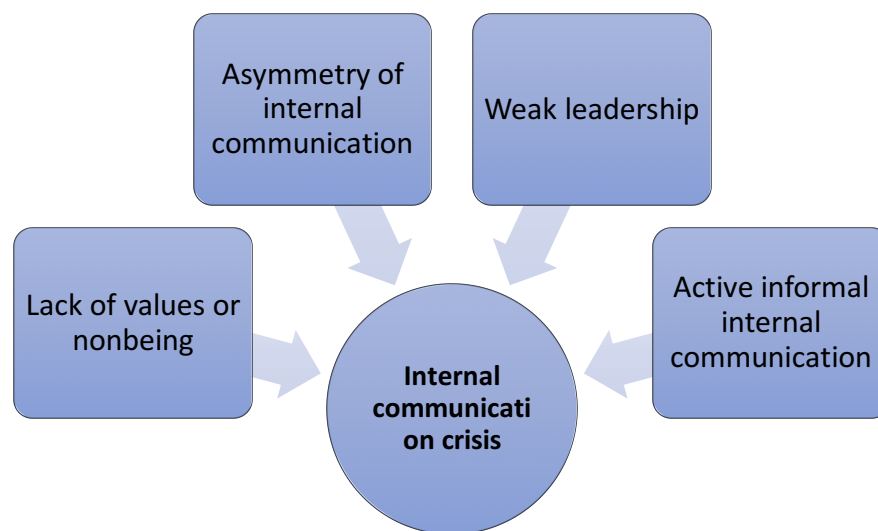 Asymmetry of
internal
communication
Weak leadership
Lack of values or
nonbeing
Active informal
internal
communication
Internal
communicati
on crisis